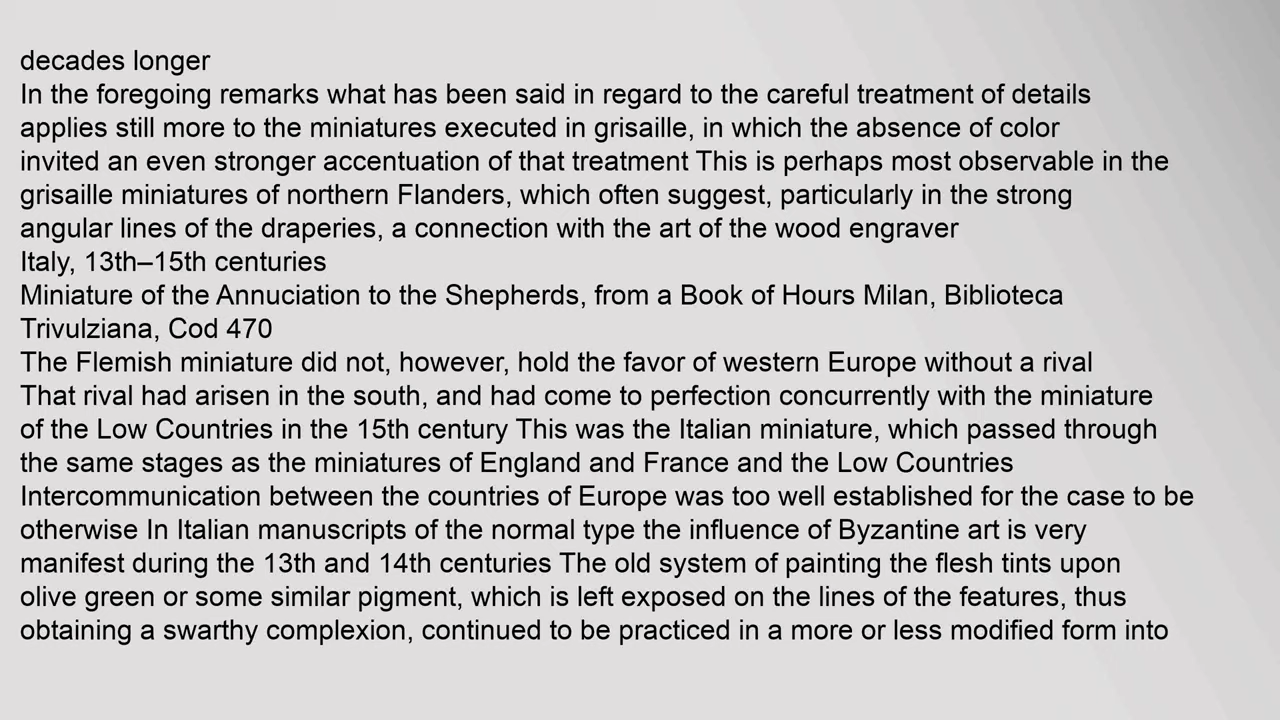 decades longer
In the foregoing remarks what has been said in regard to the careful treatment of details
applies still more to the miniatures executed in grisaille, in which the absence of color
invited an even stronger accentuation of that treatment This is perhaps most observable in the
grisaille miniatures of northern Flanders, which often suggest, particularly in the strong
angular lines of the draperies, a connection with the art of the wood engraver
Italy, 13th–15th centuries
Miniature of the Annuciation to the Shepherds, from a Book of Hours Milan, Biblioteca
Trivulziana, Cod 470
The Flemish miniature did not, however, hold the favor of western Europe without a rival
That rival had arisen in the south, and had come to perfection concurrently with the miniature
of the Low Countries in the 15th century This was the Italian miniature, which passed through
the same stages as the miniatures of England and France and the Low Countries
Intercommunication between the countries of Europe was too well established for the case to be
otherwise In Italian manuscripts of the normal type the influence of Byzantine art is very
manifest during the 13th and 14th centuries The old system of painting the flesh tints upon
olive green or some similar pigment, which is left exposed on the lines of the features, thus
obtaining a swarthy complexion, continued to be practiced in a more or less modified form into